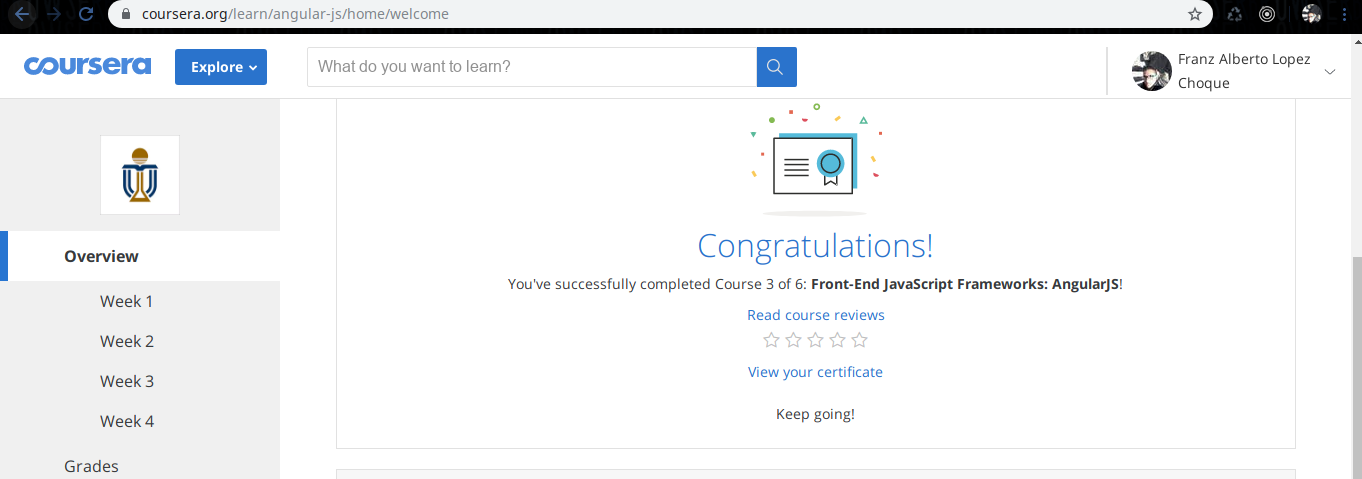 coursera.org/learn/angular-js/home/welcome
coursera
Explore
What do you want to learn?
Franz Alberto Lopez
Choque
Overview
Week 1
Week 2
Week 3
Week 4
Grades
Congratulations!
You've successfully completed Course 3 of 6: Front-End JavaScript Frameworks: AngularJS!
Read course reviews
View your certificate
Keep going!